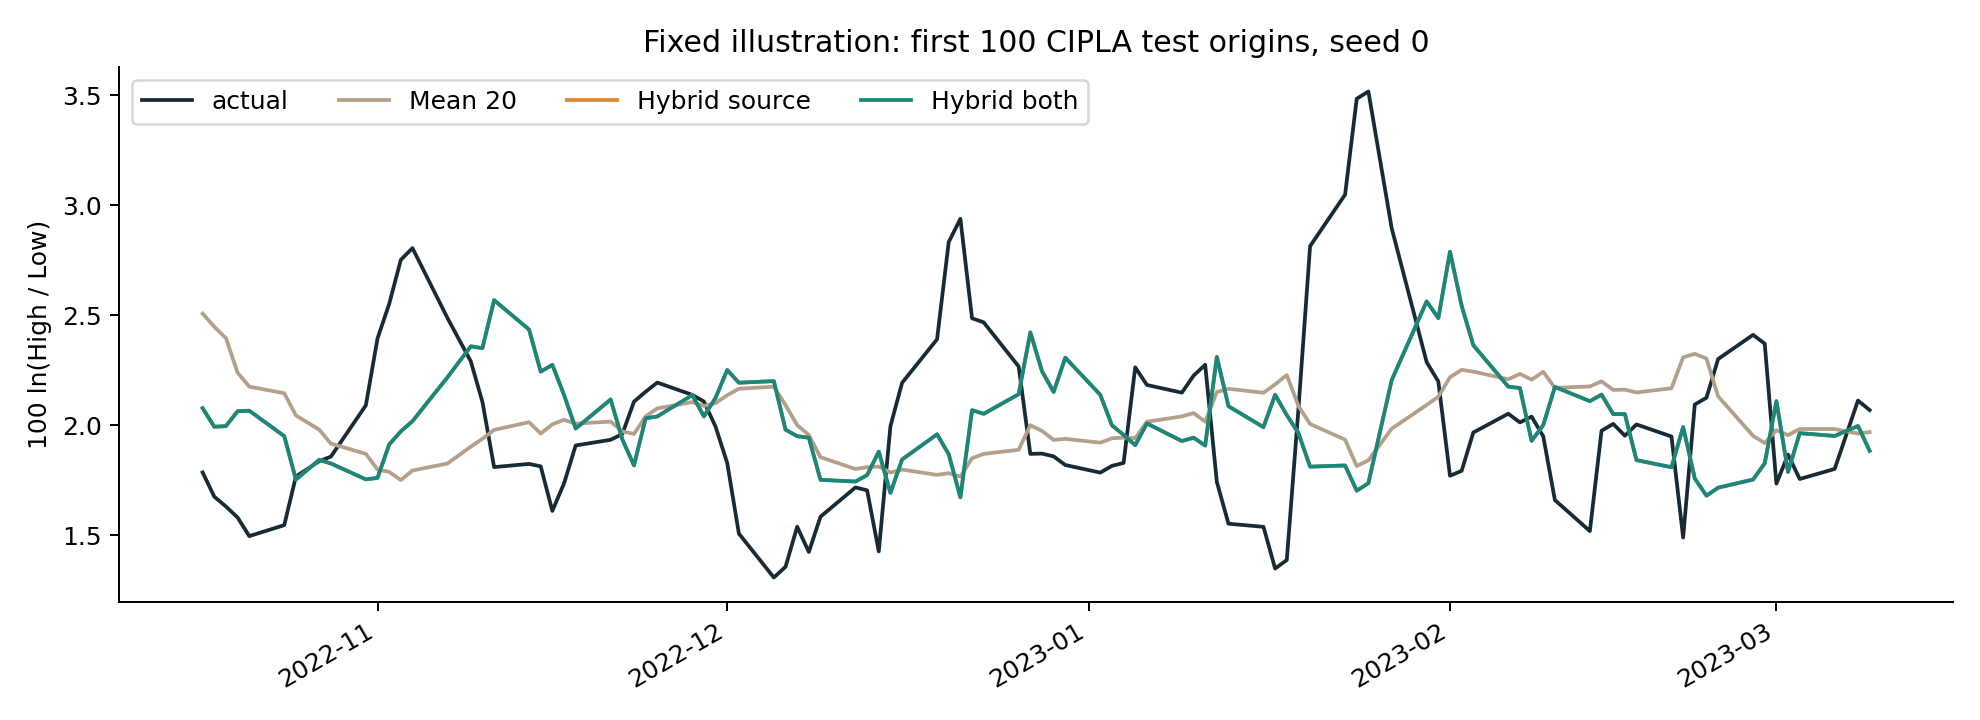 Fixed illustration: first 100 CIPLA test origins, seed 0
actual Mean 20 Hybrid source Hybrid both
100 ln(High / Low)
3.5
3.0
2.5
2.0
1.5
2022-11 2022-12 2023-01 2023-02 2023-03